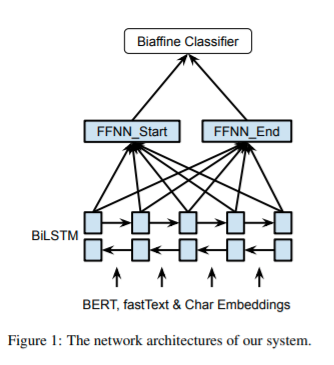 Biaffine Classifier
FFNN_Start
FFNN_End
BiLSTM
BERT, fastText & Char Embeddings
Figure 1: The network architectures of our system.